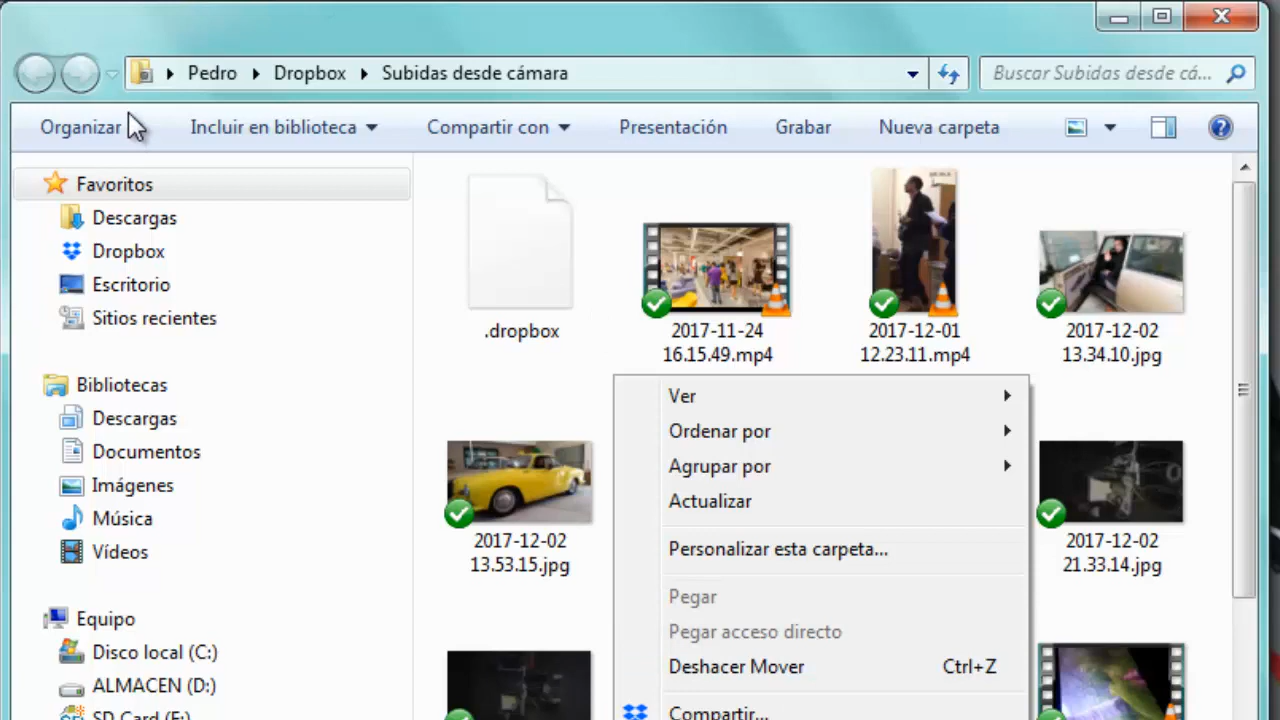 Pedro Dropbox Subidas desde cámara
Buscar Subidas desde cá...
Organizar Incluir en biblioteca Compartir con Presentación Grabar Nueva carpeta
Favoritos
Descargas
Dropbox
Escritorio
Sitios recientes
Bibliotecas
Descargas
Documentos
Imágenes
Música
Vídeos
Equipo
Disco local (C:)
ALMACEN (D:)
SD Card (F:)
.dropbox
2017-11-24
16.15.49.mp4
2017-12-01
12.23.11.mp4
2017-12-02
13.34.10.jpg
2017-12-02
13.53.15.jpg
2017-12-02
21.33.14.jpg
Ver
Ordenar por
Agrupar por
Actualizar
Personalizar esta carpeta...
Pegar
Pegar acceso directo
Deshacer Mover Ctrl+Z
Compartir...